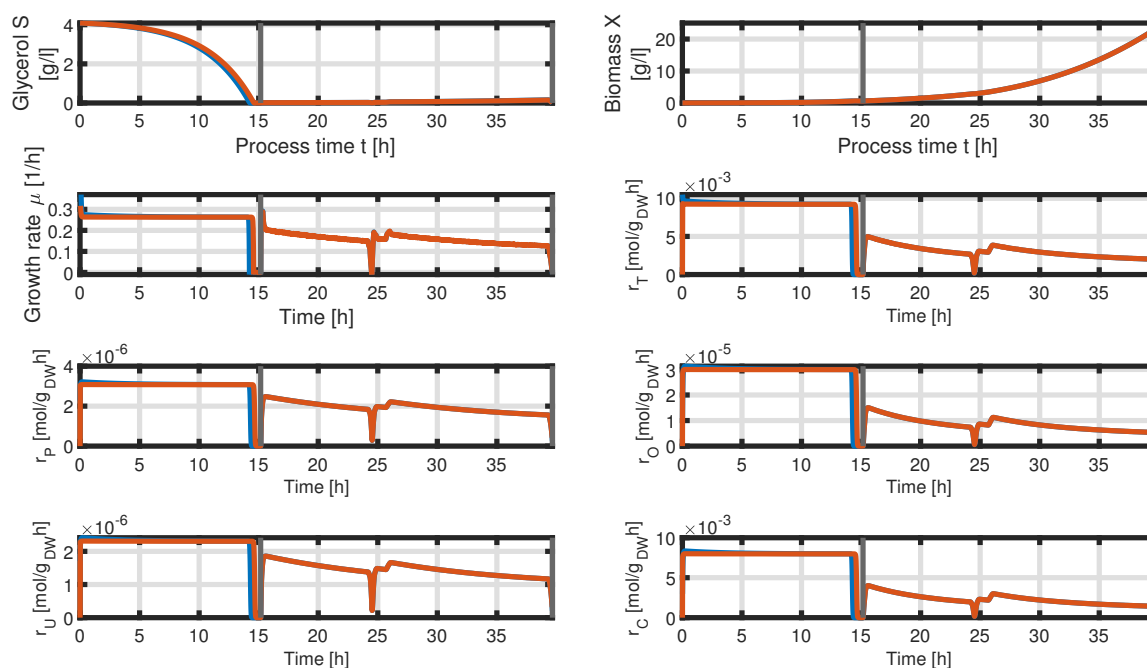 Glycerol S
[g/l]
4
2
0
0 5 10 15 20 25 30 35
Process time t [h]
Biomass X
[g/l]
20
10
0
0 5 10 15 20 25 30 35
Process time t [h]
Growth rate μ [1/h]
0.3
0.2
0.1
0
0 5 10 15 20 25 30 35
Time [h]
×10⁻³
r_T [mol/g_DW h]
10
5
0
0 5 10 15 20 25 30 35
Time [h]
×10⁻⁶
r_P [mol/g_DW h]
4
2
0
0 5 10 15 20 25 30 35
Time [h]
×10⁻⁵
r_O [mol/g_DW h]
3
2
1
0
0 5 10 15 20 25 30 35
Time [h]
×10⁻⁶
r_U [mol/g_DW h]
2
1
0
0 5 10 15 20 25 30 35
Time [h]
×10⁻³
r_C [mol/g_DW h]
10
5
0
0 5 10 15 20 25 30 35
Time [h]